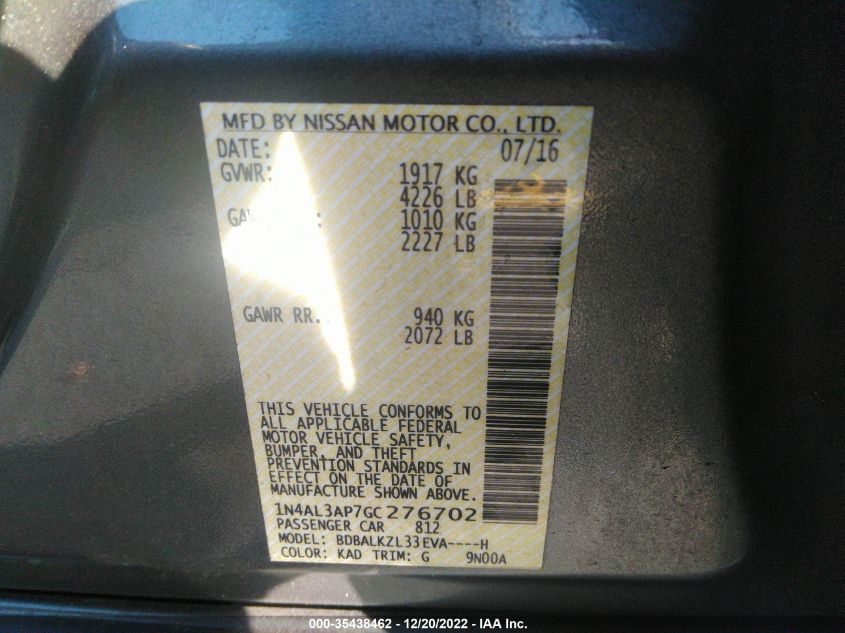 MFD BY NISSAN MOTOR CO., LTD.
DATE: 07/16
GVWR: 1917 KG
4226 LB
1010 KG
2227 LB
GAWR RR. 940 KG
2072 LB
THIS VEHICLE CONFORMS TO
ALL APPLICABLE FEDERAL
MOTOR VEHICLE SAFETY,
BUMPER, AND THEFT
PREVENTION STANDARDS IN
EFFECT ON THE DATE OF
MANUFACTURE SHOWN ABOVE.
1N4AL3AP7GC276702
PASSENGER CAR 812
MODEL: BDBALKZL33EVA----H
COLOR: KAD TRIM: G 9N00A
000-35438462 - 12/20/2022 - IAA Inc.